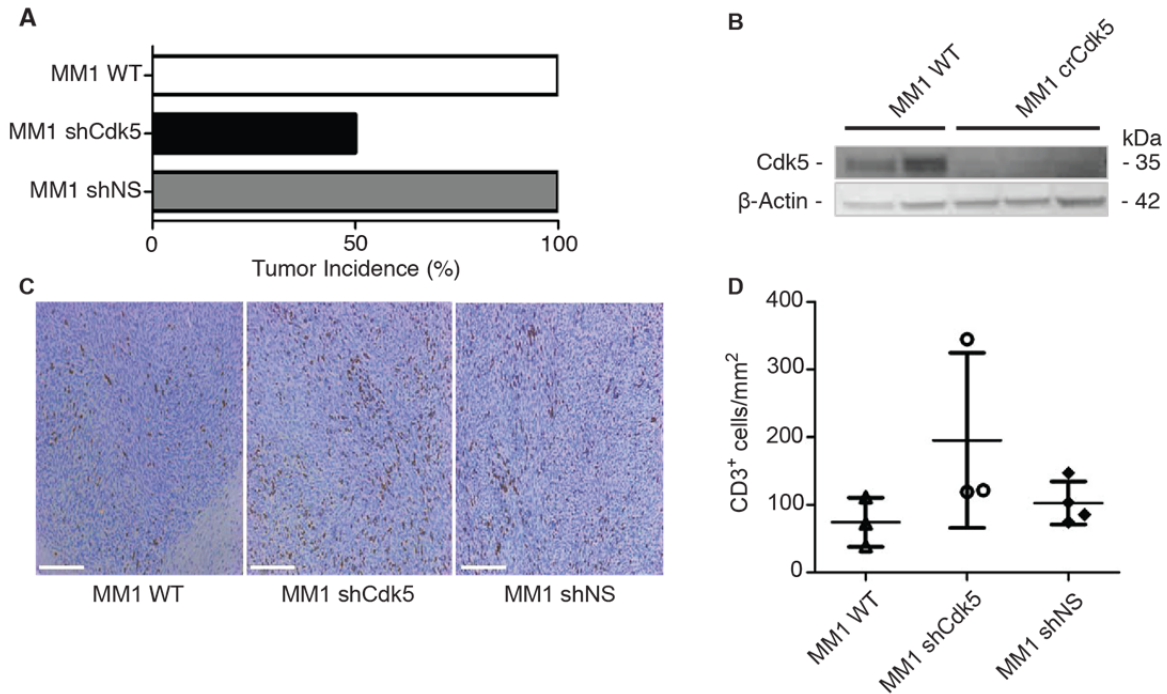 A
MM1 WT
MM1 shCdk5
MM1 shNS
0
50
100
Tumor Incidence (%)
B
MM1 WT
MM1 crCdk5
kDa
Cdk5 -
- 35
β-Actin -
- 42
C
MM1 WT
MM1 shCdk5
MM1 shNS
D
400
300
200
100
0
CD3+ cells/mm2
MM1 WT
MM1 shCdk5
MM1 shNS